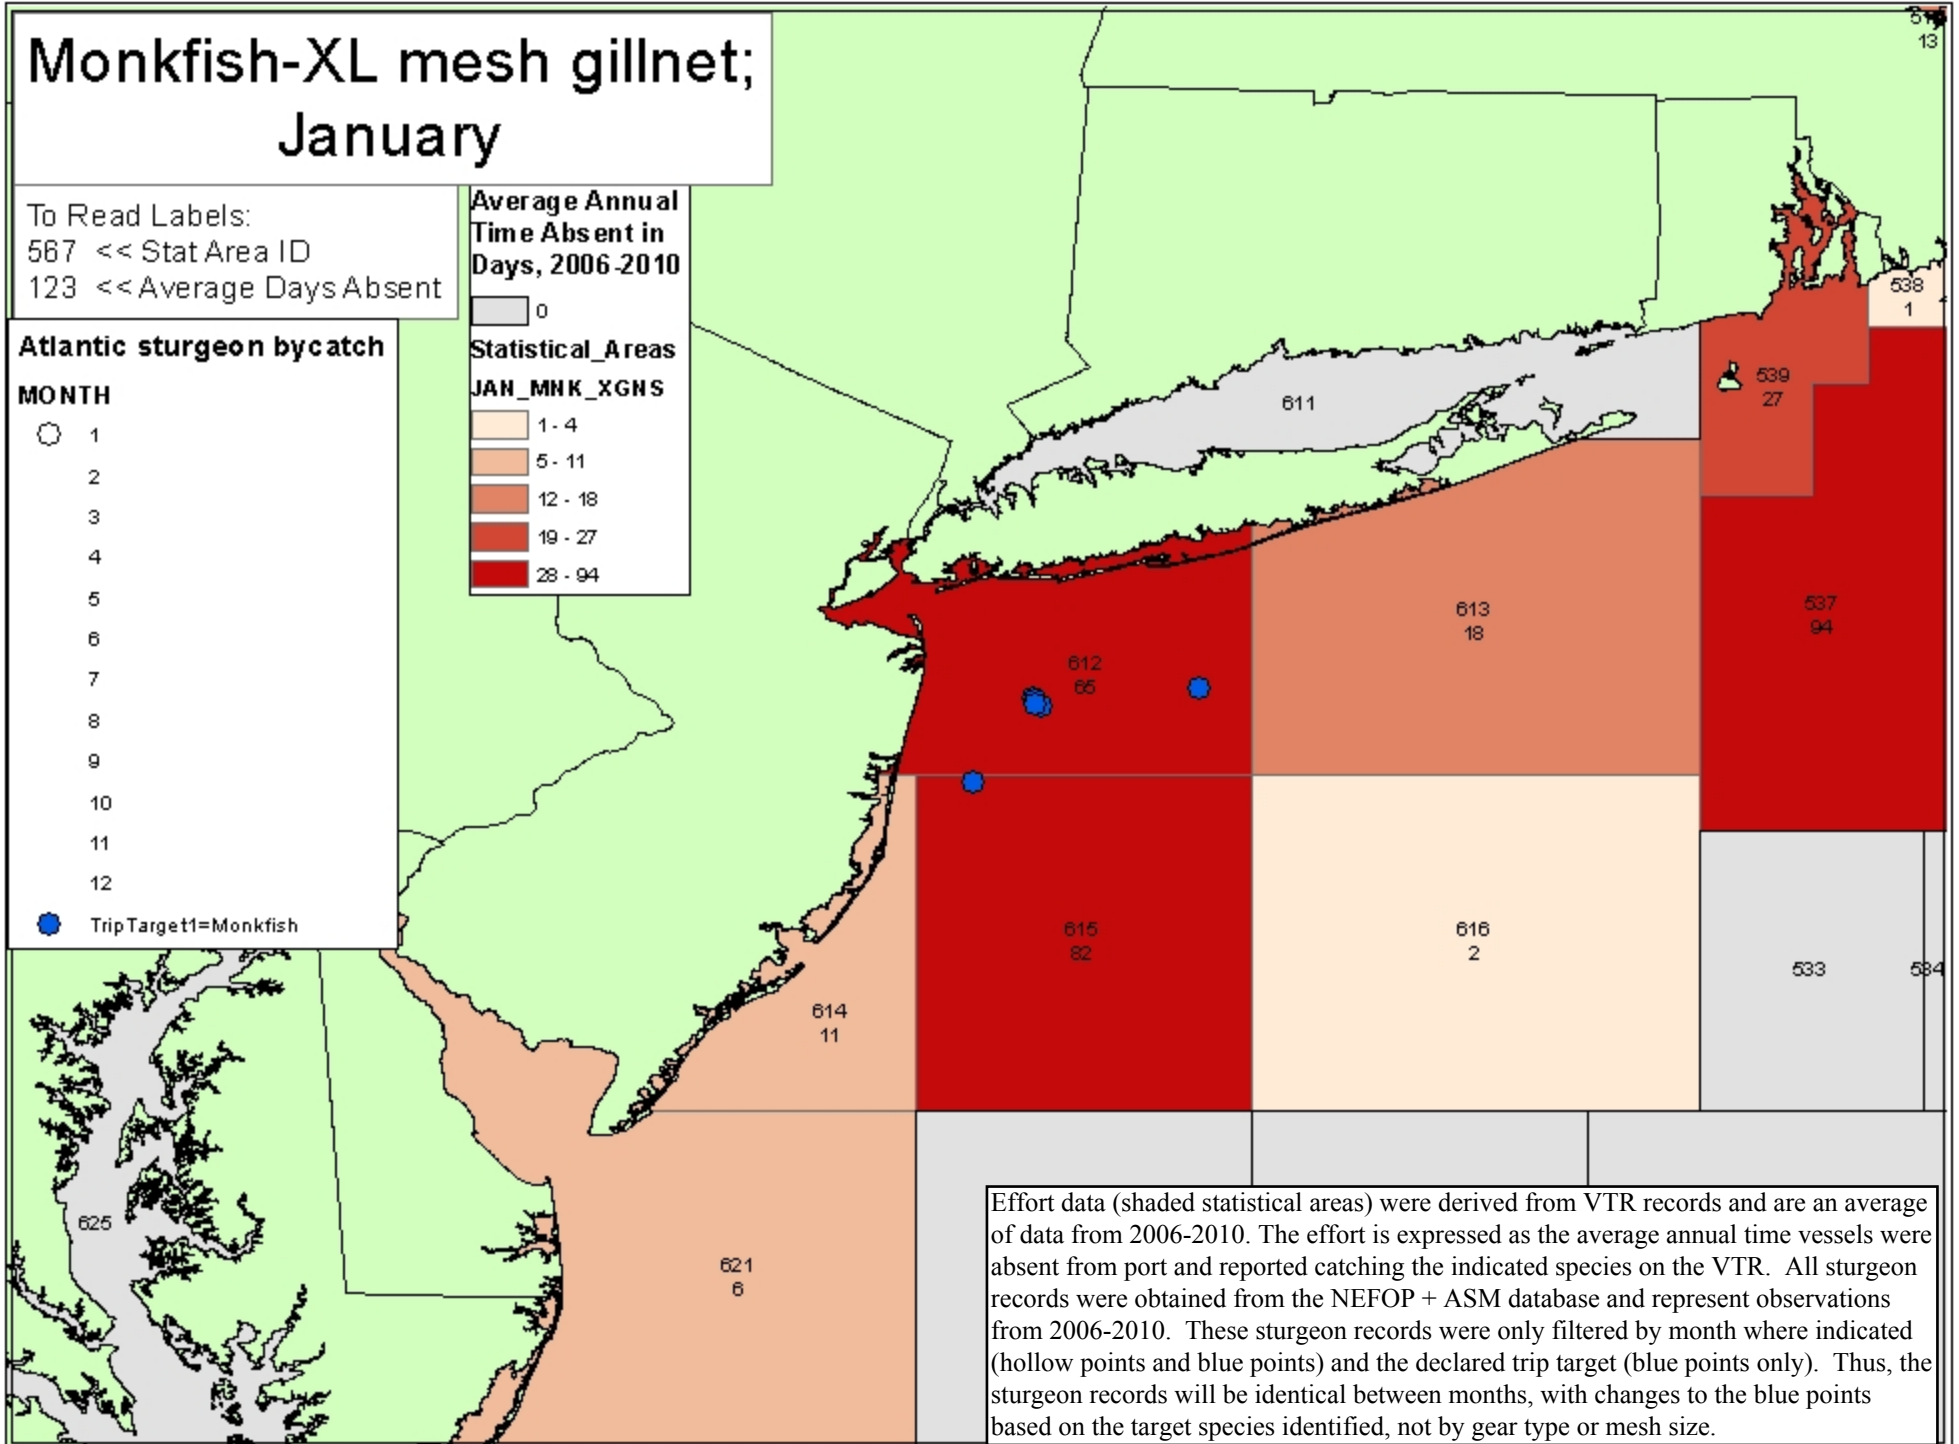 Monkfish-XL mesh gillnet;
January
To Read Labels:
567 << Stat Area ID
123 << Average Days Absent
Atlantic sturgeon bycatch
MONTH
1
2
3
4
5
6
7
8
9
10
11
12
TripTarget1=Monkfish
Average Annual
Time Absent in
Days, 2006-2010
0
Statistical_Areas
JAN_MNK_XGNS
1 - 4
5 - 11
12 - 18
19 - 27
28 - 94
13
538
1
539
27
611
613
18
537
94
612
65
615
82
616
2
533
534
614
11
625
621
6
Effort data (shaded statistical areas) were derived from VTR records and are an average
of data from 2006-2010. The effort is expressed as the average annual time vessels were
absent from port and reported catching the indicated species on the VTR.  All sturgeon
records were obtained from the NEFOP + ASM database and represent observations
from 2006-2010.  These sturgeon records were only filtered by month where indicated
(hollow points and blue points) and the declared trip target (blue points only).  Thus, the
sturgeon records will be identical between months, with changes to the blue points
based on the target species identified, not by gear type or mesh size.